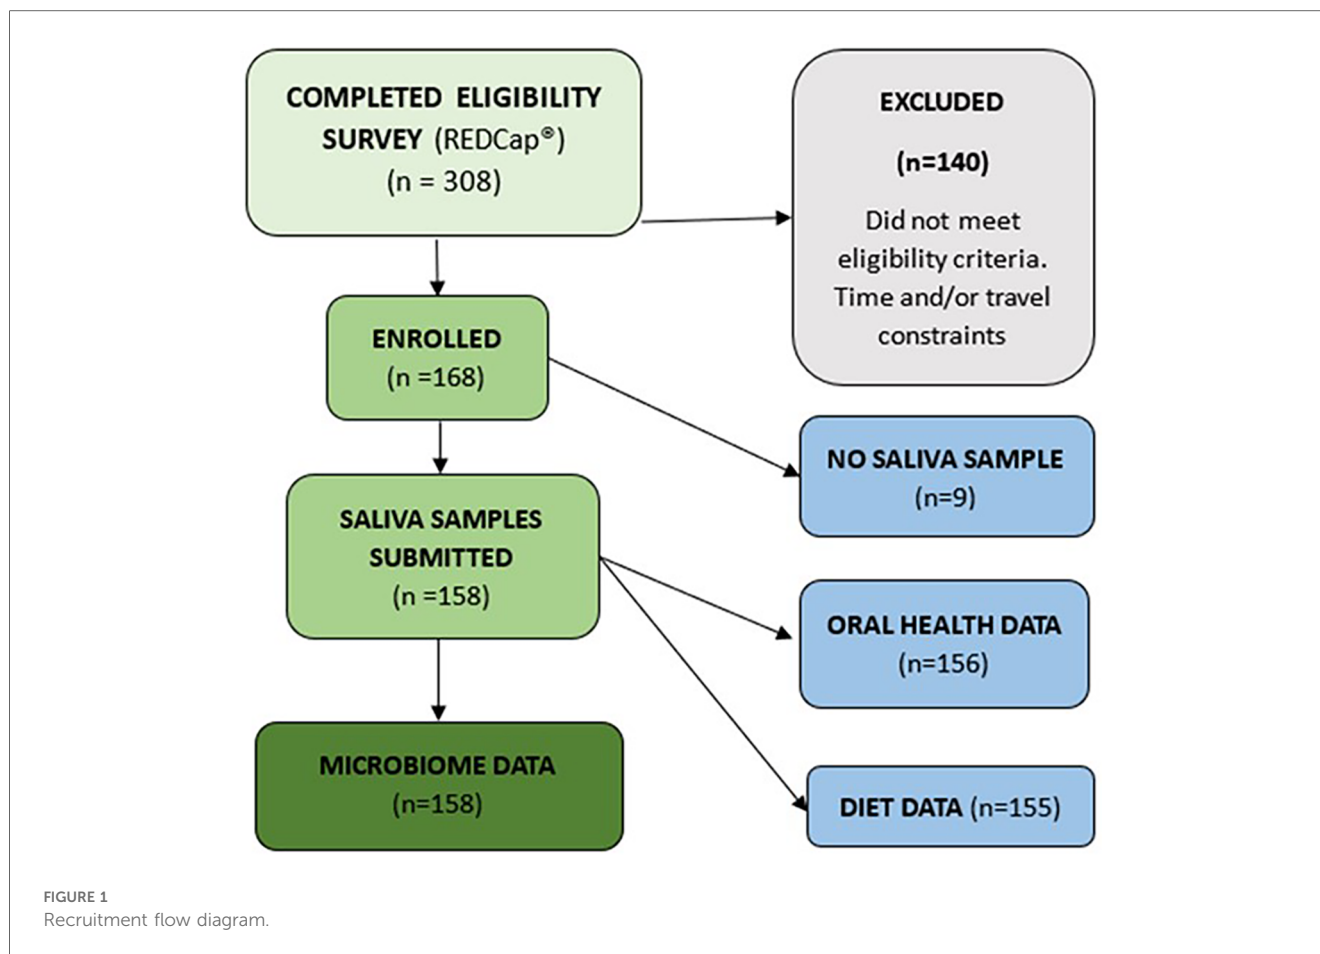 COMPLETED ELIGIBILITY
SURVEY (REDCap®)
(n = 308)
EXCLUDED
(n=140)
Did not meet
eligibility criteria.
Time and/or travel
constraints
ENROLLED
(n =168)
NO SALIVA SAMPLE
(n=9)
SALIVA SAMPLES
SUBMITTED
(n =158)
ORAL HEALTH DATA
(n=156)
MICROBIOME DATA
(n=158)
DIET DATA (n=155)
FIGURE 1
Recruitment flow diagram.